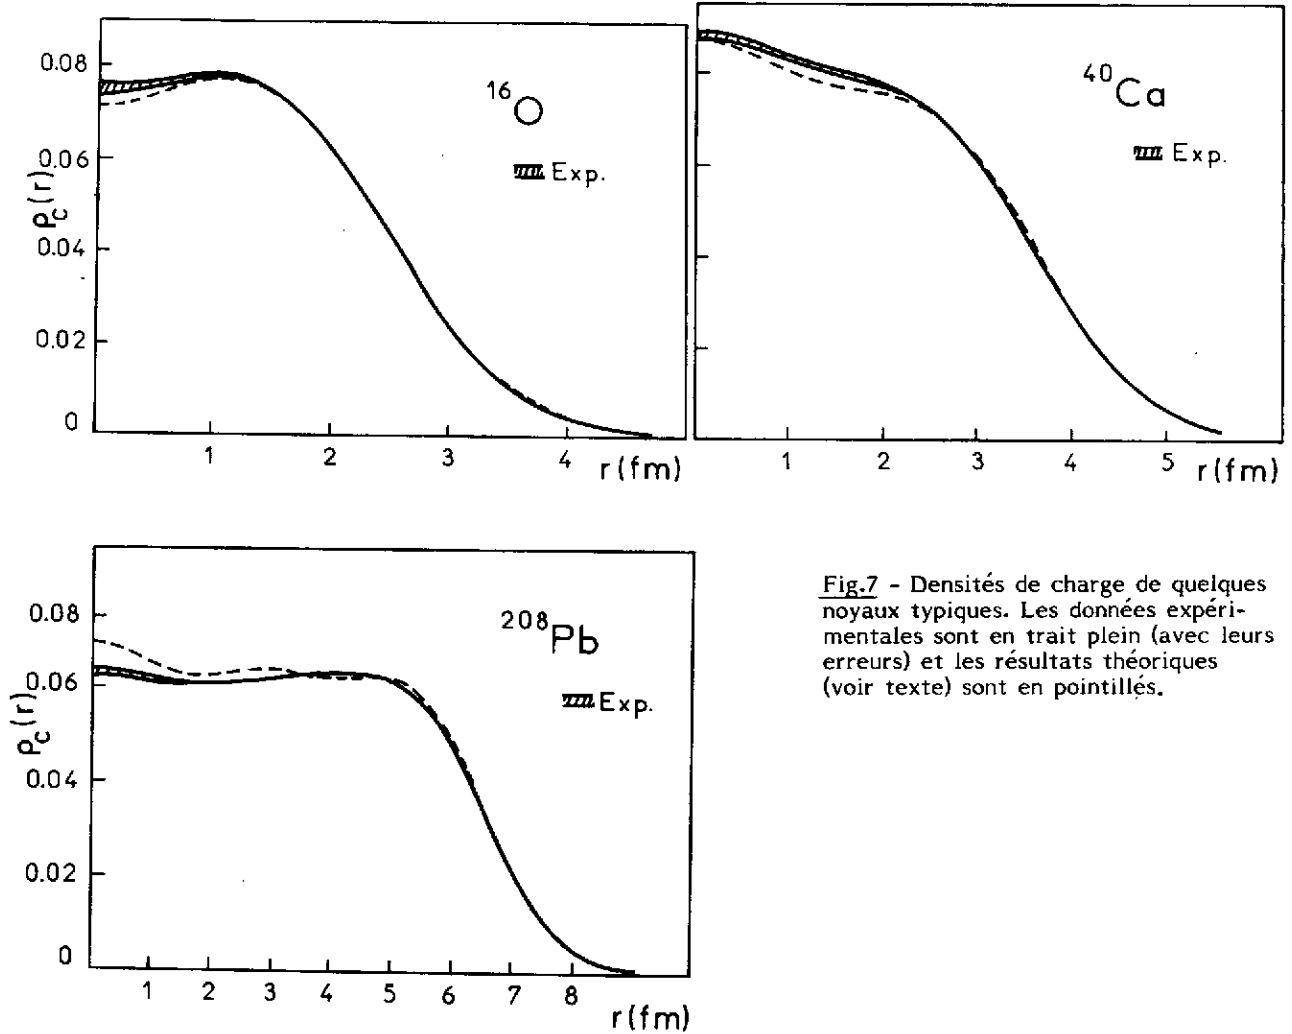 0.08
0.06
0.04
0.02
0
ρc(r)
16O
Exp.
1 2 3 4
r(fm)
40Ca
Exp.
1 2 3 4 5
r(fm)
0.08
0.06
0.04
0.02
0
ρc(r)
208Pb
Exp.
1 2 3 4 5 6 7 8
r(fm)
Fig.7 - Densités de charge de quelques
noyaux typiques. Les données expéri-
mentales sont en trait plein (avec leurs
erreurs) et les résultats théoriques
(voir texte) sont en pointillés.